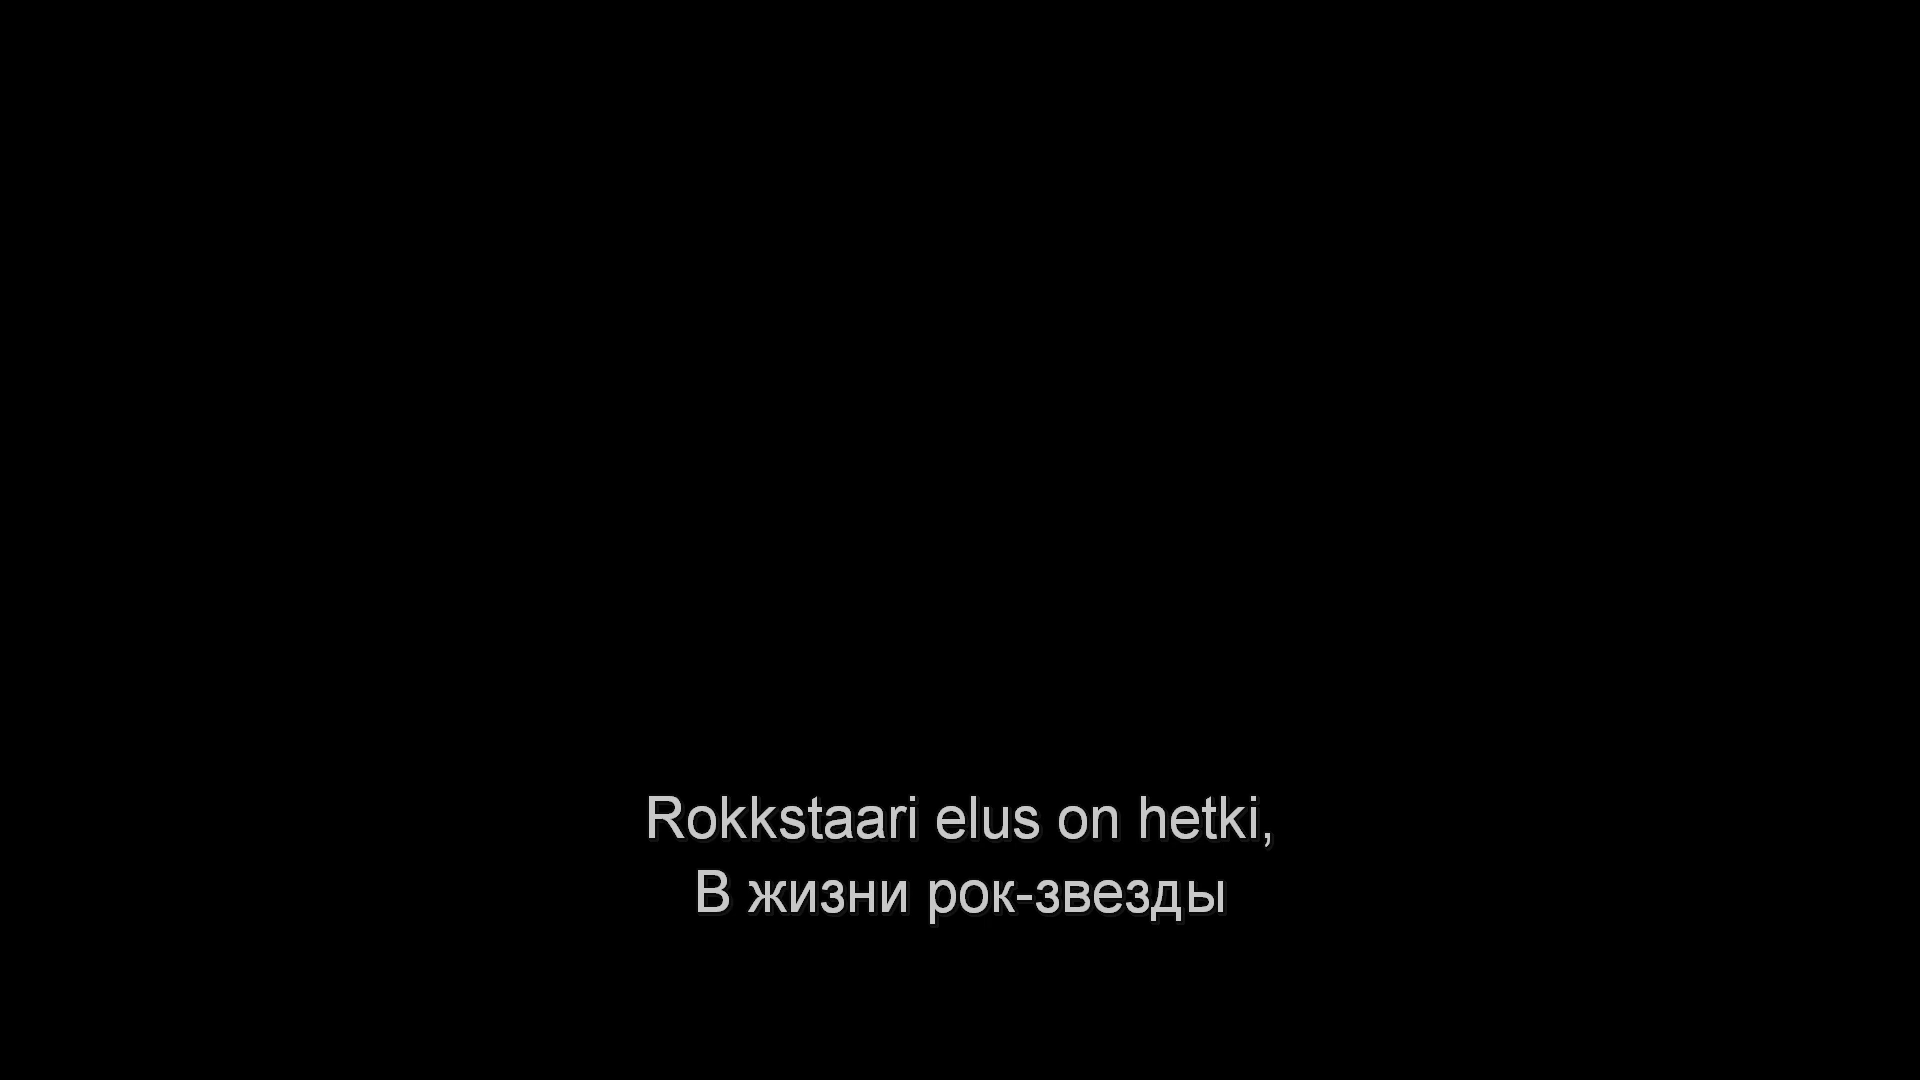 Rokkstaari elus on hetki,
В жизни рок-звезды